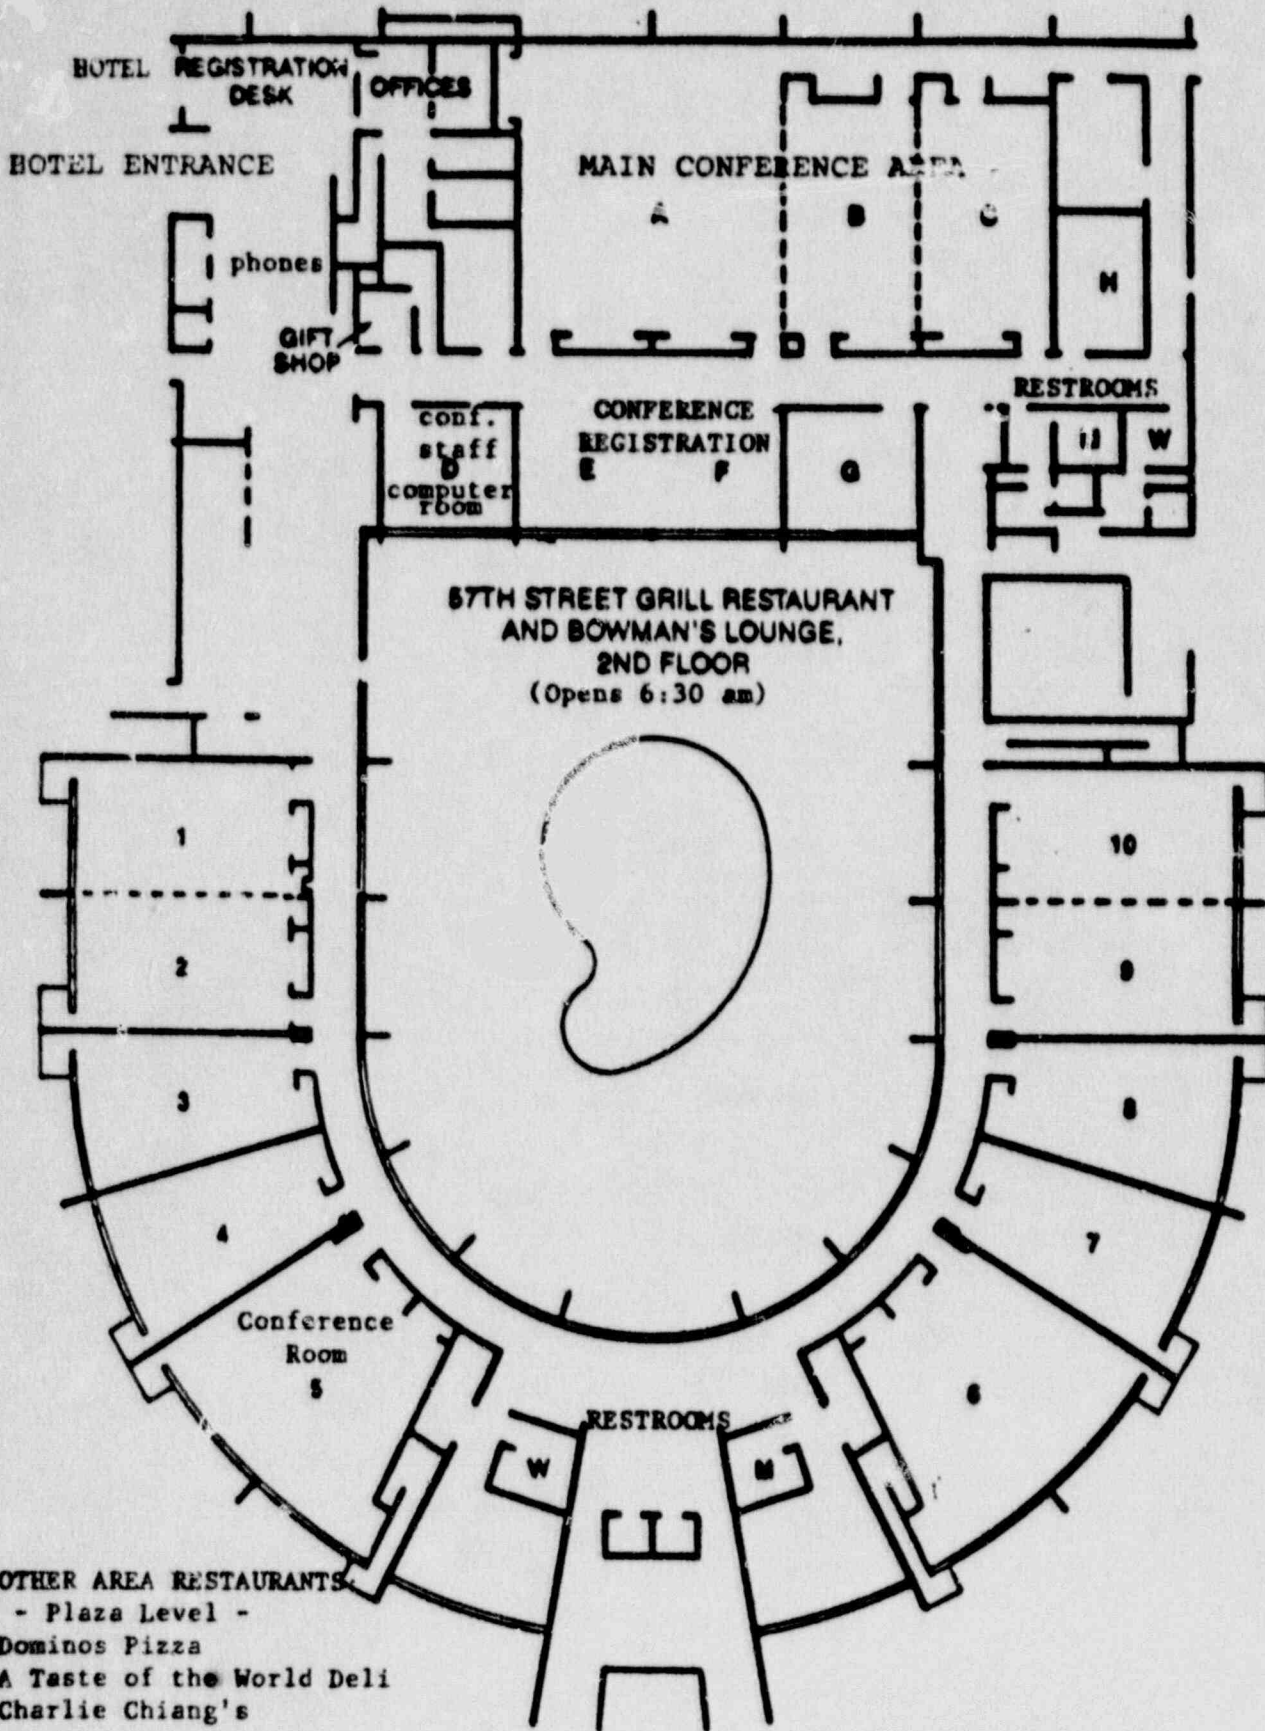 HOTEL REGISTRATION
DESK
OFFICES
HOTEL ENTRANCE
MAIN CONFERENCE
A
B
C
phones
H
GIFT
SHOP
RESTROOMS
conf.
staff
D
computer
room
CONFERENCE
REGISTRATION
E
F
G
W
57TH STREET GRILL RESTAURANT
AND BOWMAN'S LOUNGE,
2ND FLOOR
(Opens 6:30 am)
1
10
2
9
3
8
4
7
Conference
Room
5
6
RESTROOMS
W
M
OTHER AREA RESTAURANTS
- Plaza Level -
Dominos Pizza
A Taste of the World Deli
Charlie Chiang's